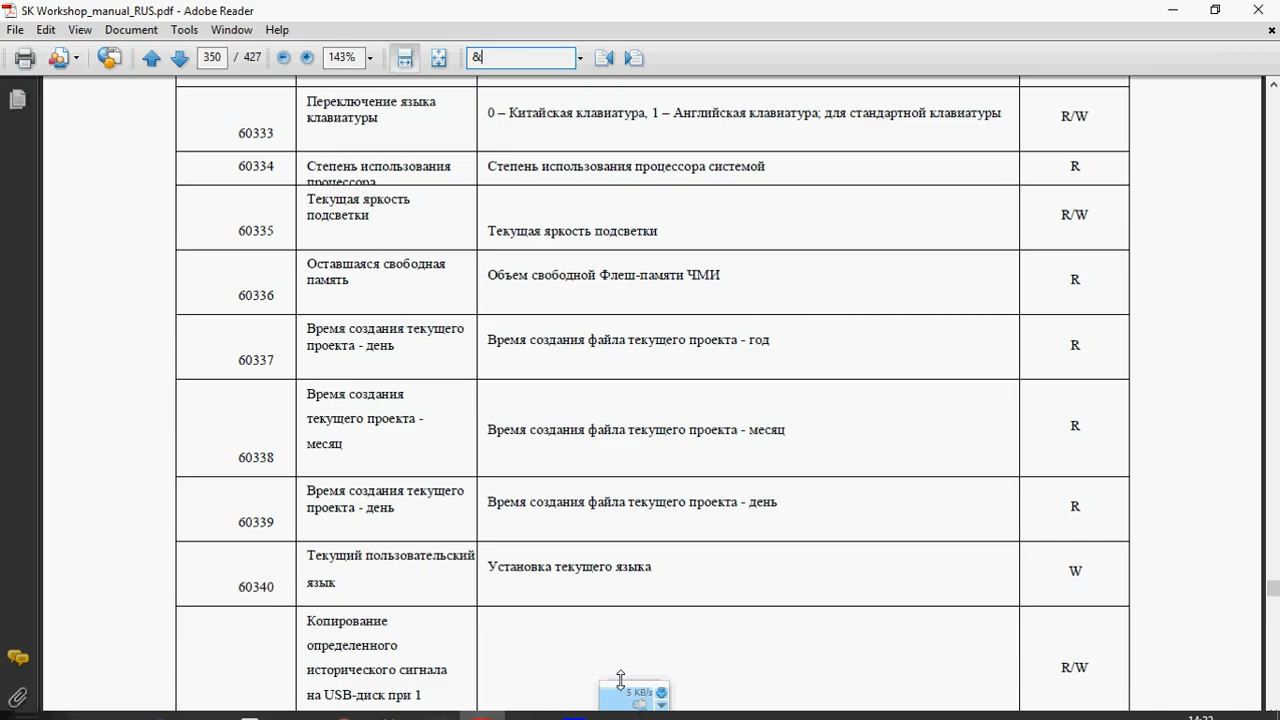 SK Workshop_manual_RUS.pdf - Adobe Reader
File Edit View Document Tools Window Help
350 / 427 143% &
Переключение языка
клавиатуры
0 – Китайская клавиатура, 1 – Английская клавиатура; для стандартной клавиатуры
R/W
60333
60334
Степень использования
процессора
Степень использования процессора системой
R
Текущая яркость
подсветки
R/W
60335
Текущая яркость подсветки
Оставшаяся свободная
память
Объем свободной Флеш-памяти ЧМИ
R
60336
Время создания текущего
проекта - день
Время создания файла текущего проекта - год
R
60337
Время создания
текущего проекта -
месяц
Время создания файла текущего проекта - месяц
R
60338
Время создания текущего
проекта - день
Время создания файла текущего проекта - день
R
60339
Текущий пользовательский
язык
Установка текущего языка
W
60340
Копирование
определенного
исторического сигнала
на USB-диск при 1
R/W
5 KB/s